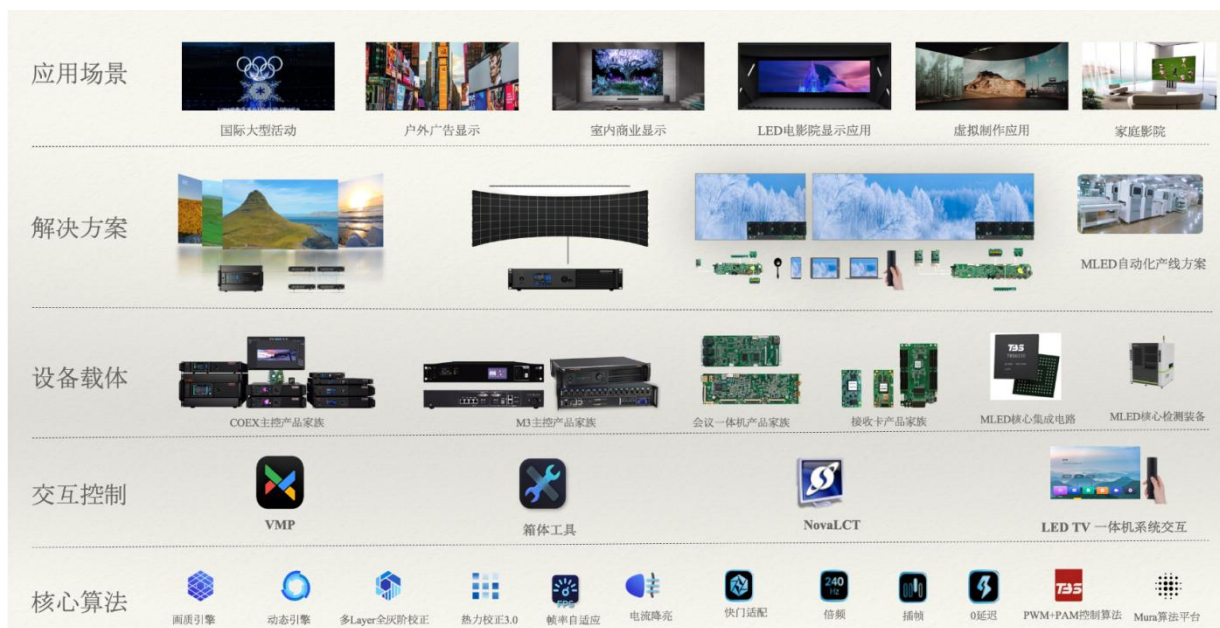 应用场景
国际大型活动
户外广告显示
室内商业显示
LED电影院显示应用
虚拟制作应用
家庭影院
解决方案
MLED自动化产线方案
设备载体
COEX主控产品家族
M3主控产品家族
会议一体机产品家族
接收卡产品家族
MLED核心集成电路
MLED核心检测装备
交互控制
VMP
箱体工具
NovaLCT
LED TV 一体机系统交互
核心算法
画质引擎
动态引擎
多Layer全灰阶校正
热力校正3.0
FPS
帧率自适应
电流降亮
快门适配
240
Hz
倍频
插帧
0延迟
PWM+PAM控制算法
Mura算法平台